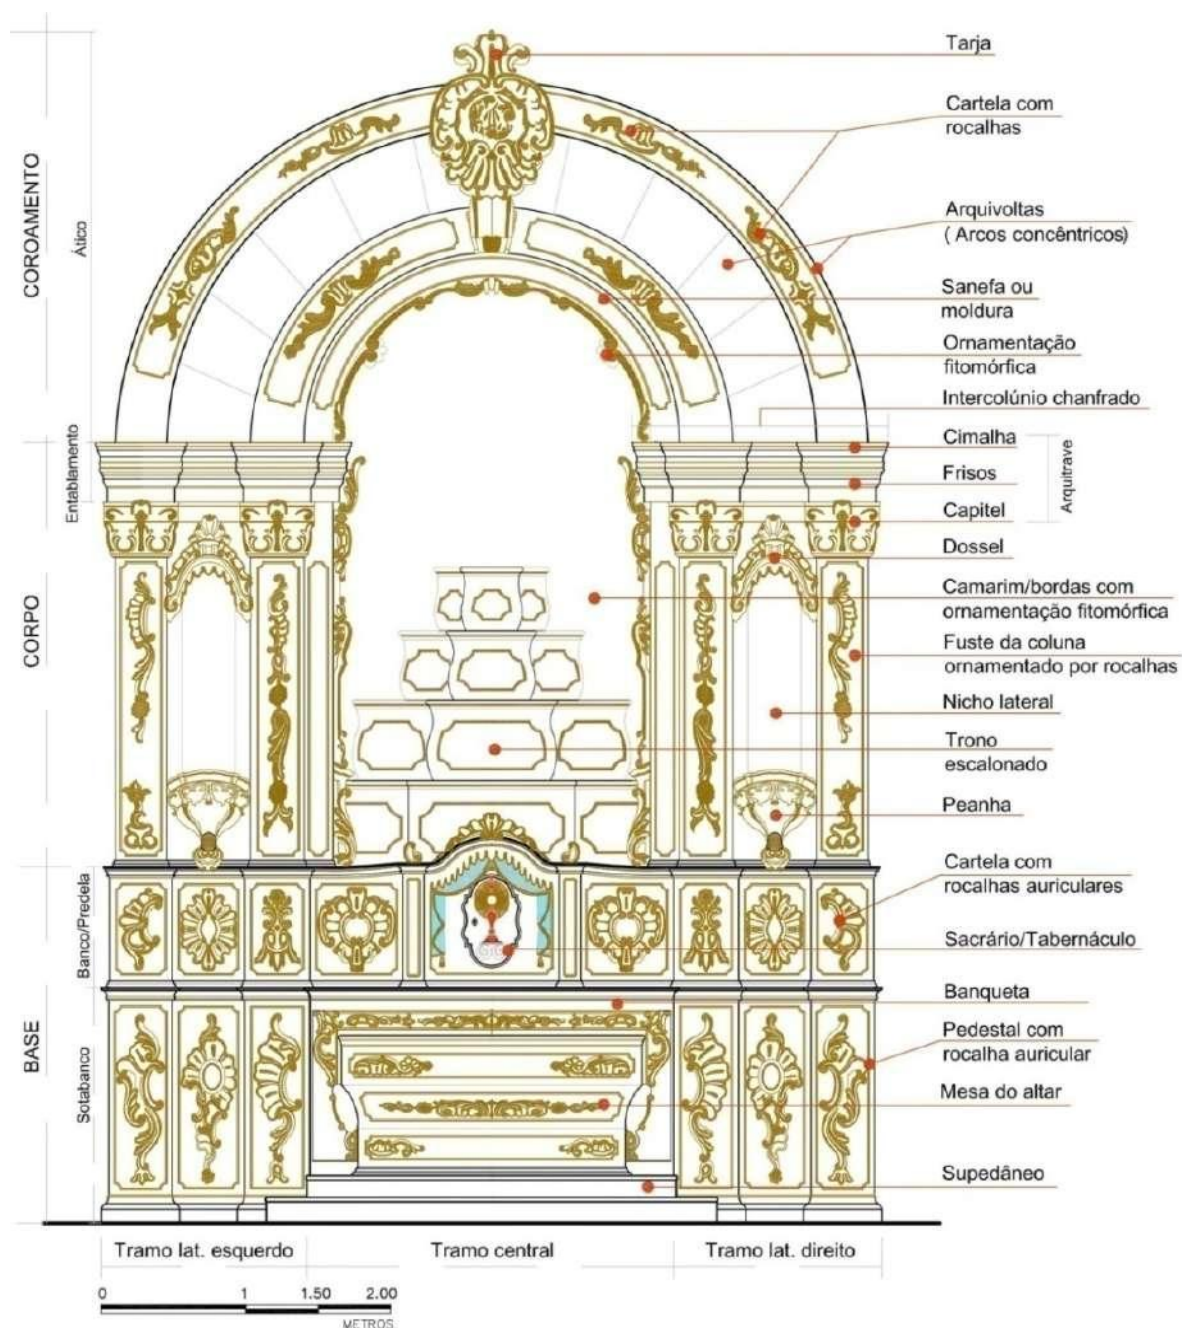 Tarja
Cartela com
rocalhas
Arquivoltas
( Arcos concêntricos)
Sanefa ou
moldura
Ornamentação
fitomórfica
Intercolúnio chanfrado
Cimalha
Frisos
Capitel
Arquitrave
Dossel
Camarim/bordas com
ornamentação fitomórfica
Fuste da coluna
ornamentado por rocalhas
Nicho lateral
Trono
escalonado
Peanha
Cartela com
rocalhas auriculares
Sacrário/Tabernáculo
Banqueta
Pedestal com
rocalha auricular
Mesa do altar
Supedâneo
COROAMENTO
Ático
Entablamento
CORPO
Banco/Predela
BASE
Sotabanco
Tramo lat. esquerdo
Tramo central
Tramo lat. direito
0 1 1.50 2.00
METROS